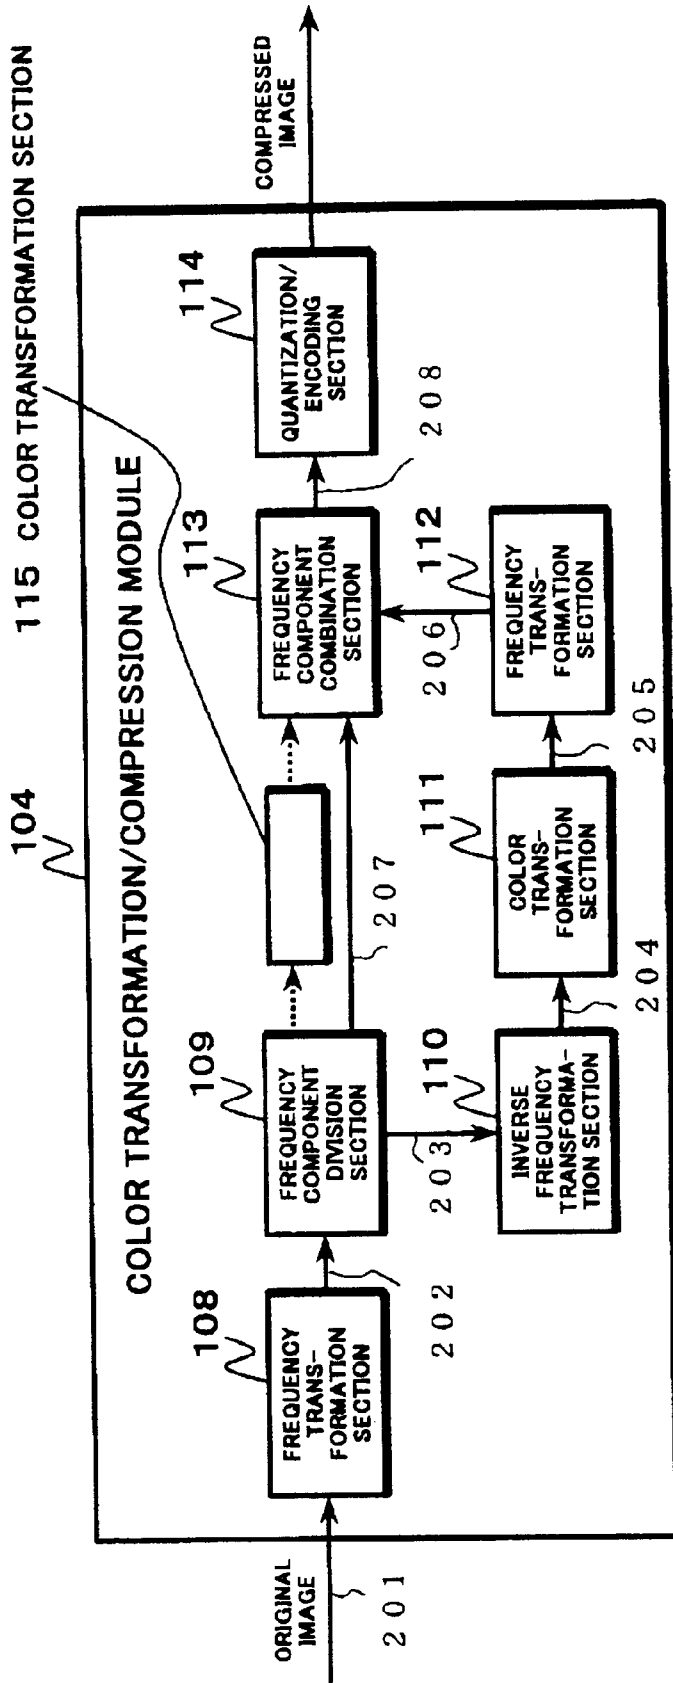 115 COLOR TRANSFORMATION SECTION
104
COLOR TRANSFORMATION/COMPRESSION MODULE
ORIGINAL
IMAGE
201
108
FREQUENCY
TRANS-
FORMATION
SECTION
202
109
FREQUENCY
COMPONENT
DIVISION
SECTION
203
207
110
INVERSE
FREQUENCY
TRANSFORMA-
TION SECTION
204
111
COLOR
TRANS-
FORMATION
SECTION
205
112
FREQUENCY
TRANS-
FORMATION
SECTION
206
113
FREQUENCY
COMPONENT
COMBINATION
SECTION
208
114
QUANTIZATION/
ENCODING
SECTION
COMPRESSED
IMAGE